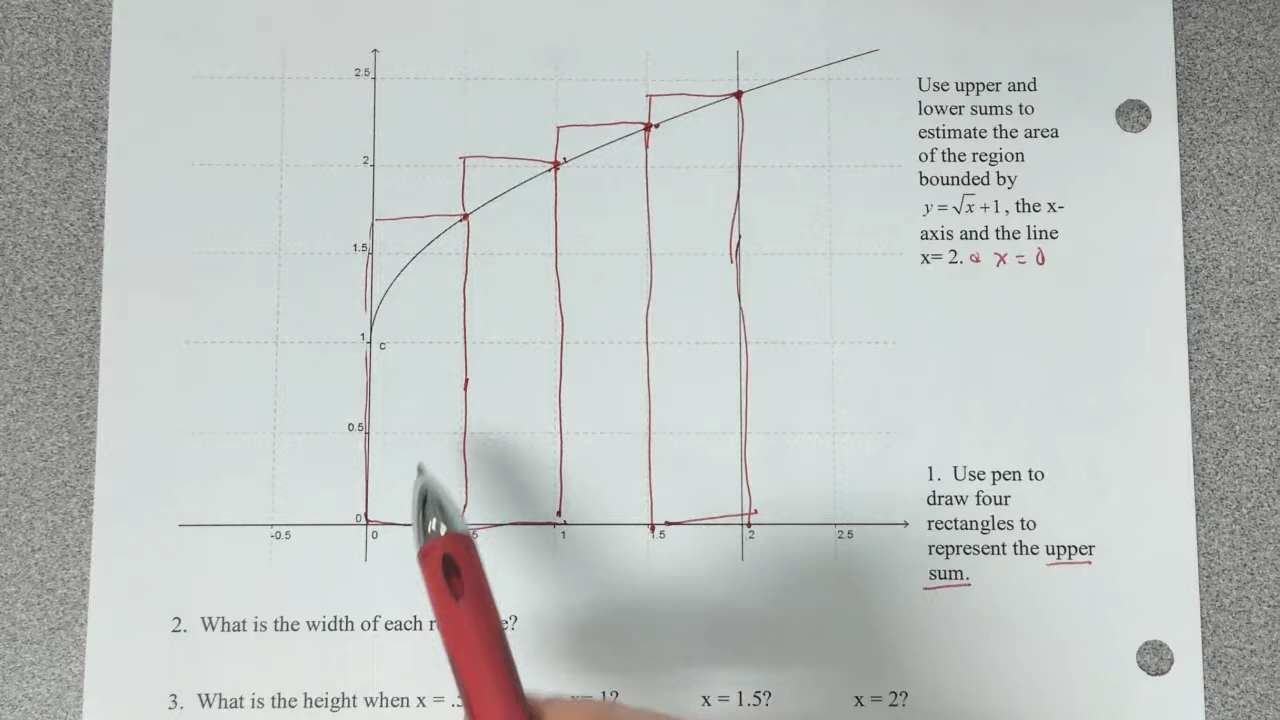 2.5
2
1.5
1
c
0.5
0
-0.5
0
1
1.5
2
2.5
Use upper and
lower sums to
estimate the area
of the region
bounded by
y = √x + 1, the x-
axis and the line
x= 2. & x = 0
1. Use pen to
draw four
rectangles to
represent the upper
sum.
2. What is the width of each
3. What is the height when x = x= 1? x = 1.5? x = 2?